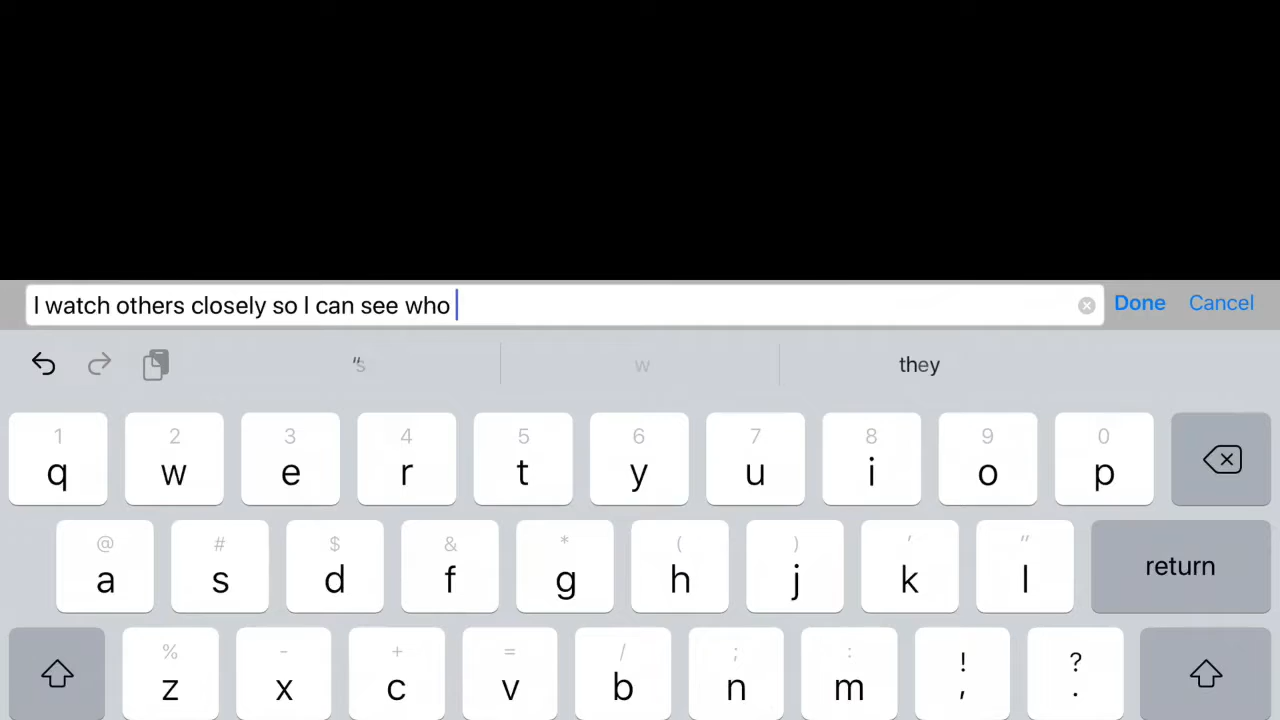 I watch others closely so I can see who
Done
Cancel
they
1 2 3 4 5 6 7 8 9 0
q w e r t y u i o p
@ # $ & * ( ) ' "
a s d f g h j k l
return
% - + = / ; : ! ?
z x c v b n m , .